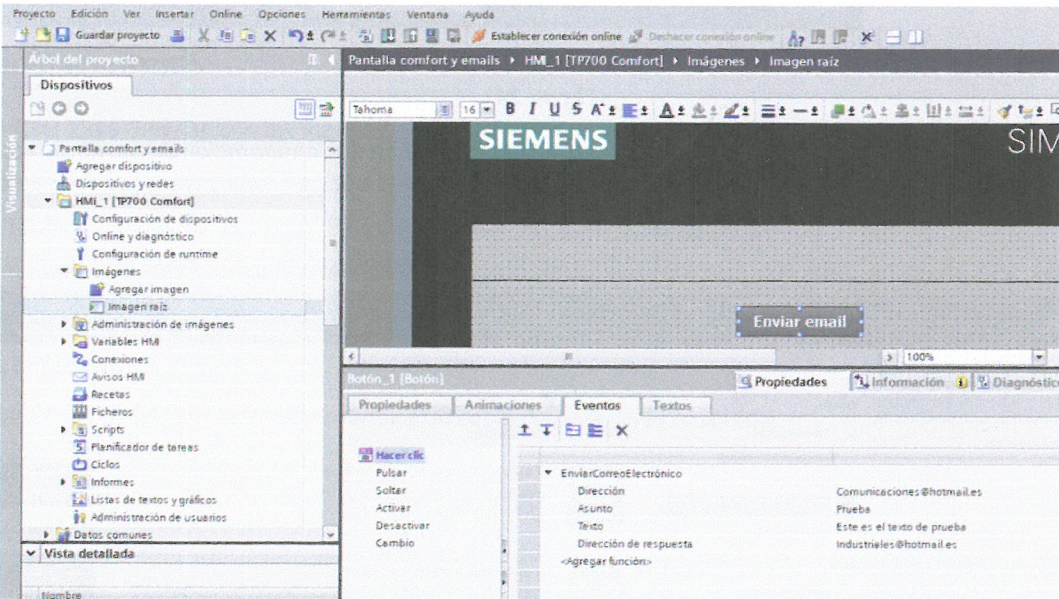 Proyecto Edición Ver Insertar Online Opciones Herramientas Ventana Ayuda
Guardar proyecto Establecer conexión online Deshacer conexión online
Árbol del proyecto
Pantalla comfort y emails HMI_1 [TP700 Comfort] Imágenes Imagen raíz
Dispositivos
Tahoma 16 B I U S A A
Visualización
SIEMENS
SIM
Pantalla comfort y emails
Agregar dispositivo
Dispositivos y redes
HMI_1 [TP700 Comfort]
Configuración de dispositivos
Online y diagnóstico
Configuración de runtime
Imágenes
Agregar imagen
Imagen raíz
Administración de imágenes
Variables HMI
Conexiones
Avisos HMI
Recetas
Ficheros
Scripts
Planificador de tareas
Ciclos
Informes
Listas de textos y gráficos
Administración de usuarios
Datos comunes
Vista detallada
Nombre
Enviar email
100%
Botón_1 [Botón]
Propiedades Información Diagnóstic
Propiedades Animaciones Eventos Textos
Hacer clic
Pulsar
Soltar
Activar
Desactivar
Cambio
EnviarCorreoElectrónico
Dirección Comunicaciones@hotmail.es
Asunto Prueba
Texto Este es el texto de prueba
Dirección de respuesta Industriales@hotmail.es
<Agregar función>